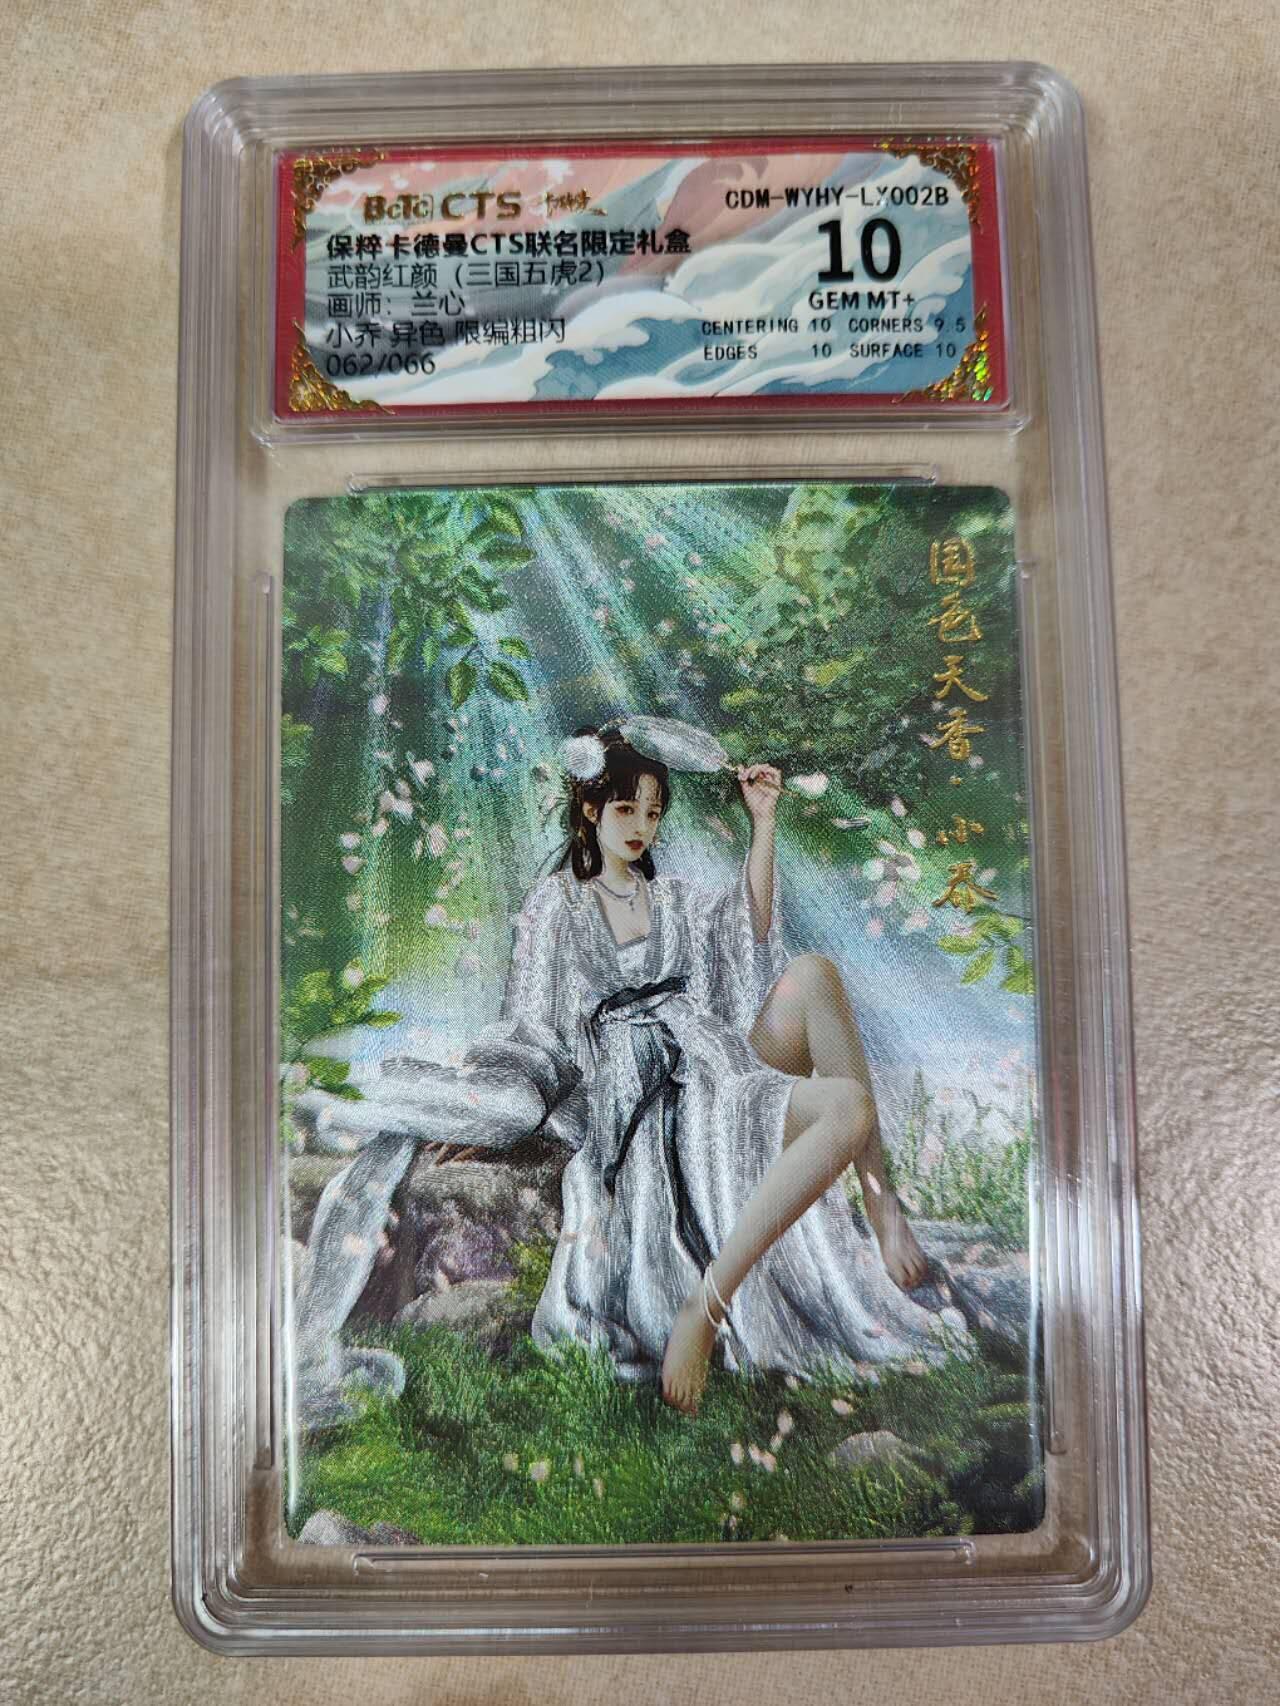 BcTC CTS 卡德曼
CDM-WYHY-LX002B
保粹卡德曼CTS联名限定礼盒
武韵红颜（三国五虎2）
画师：兰心
小乔 异色 限编粗闪
062/066
10
GEM MT+
CENTERING 10 CORNERS 9.5
EDGES 10 SURFACE 10
国色天香·小乔